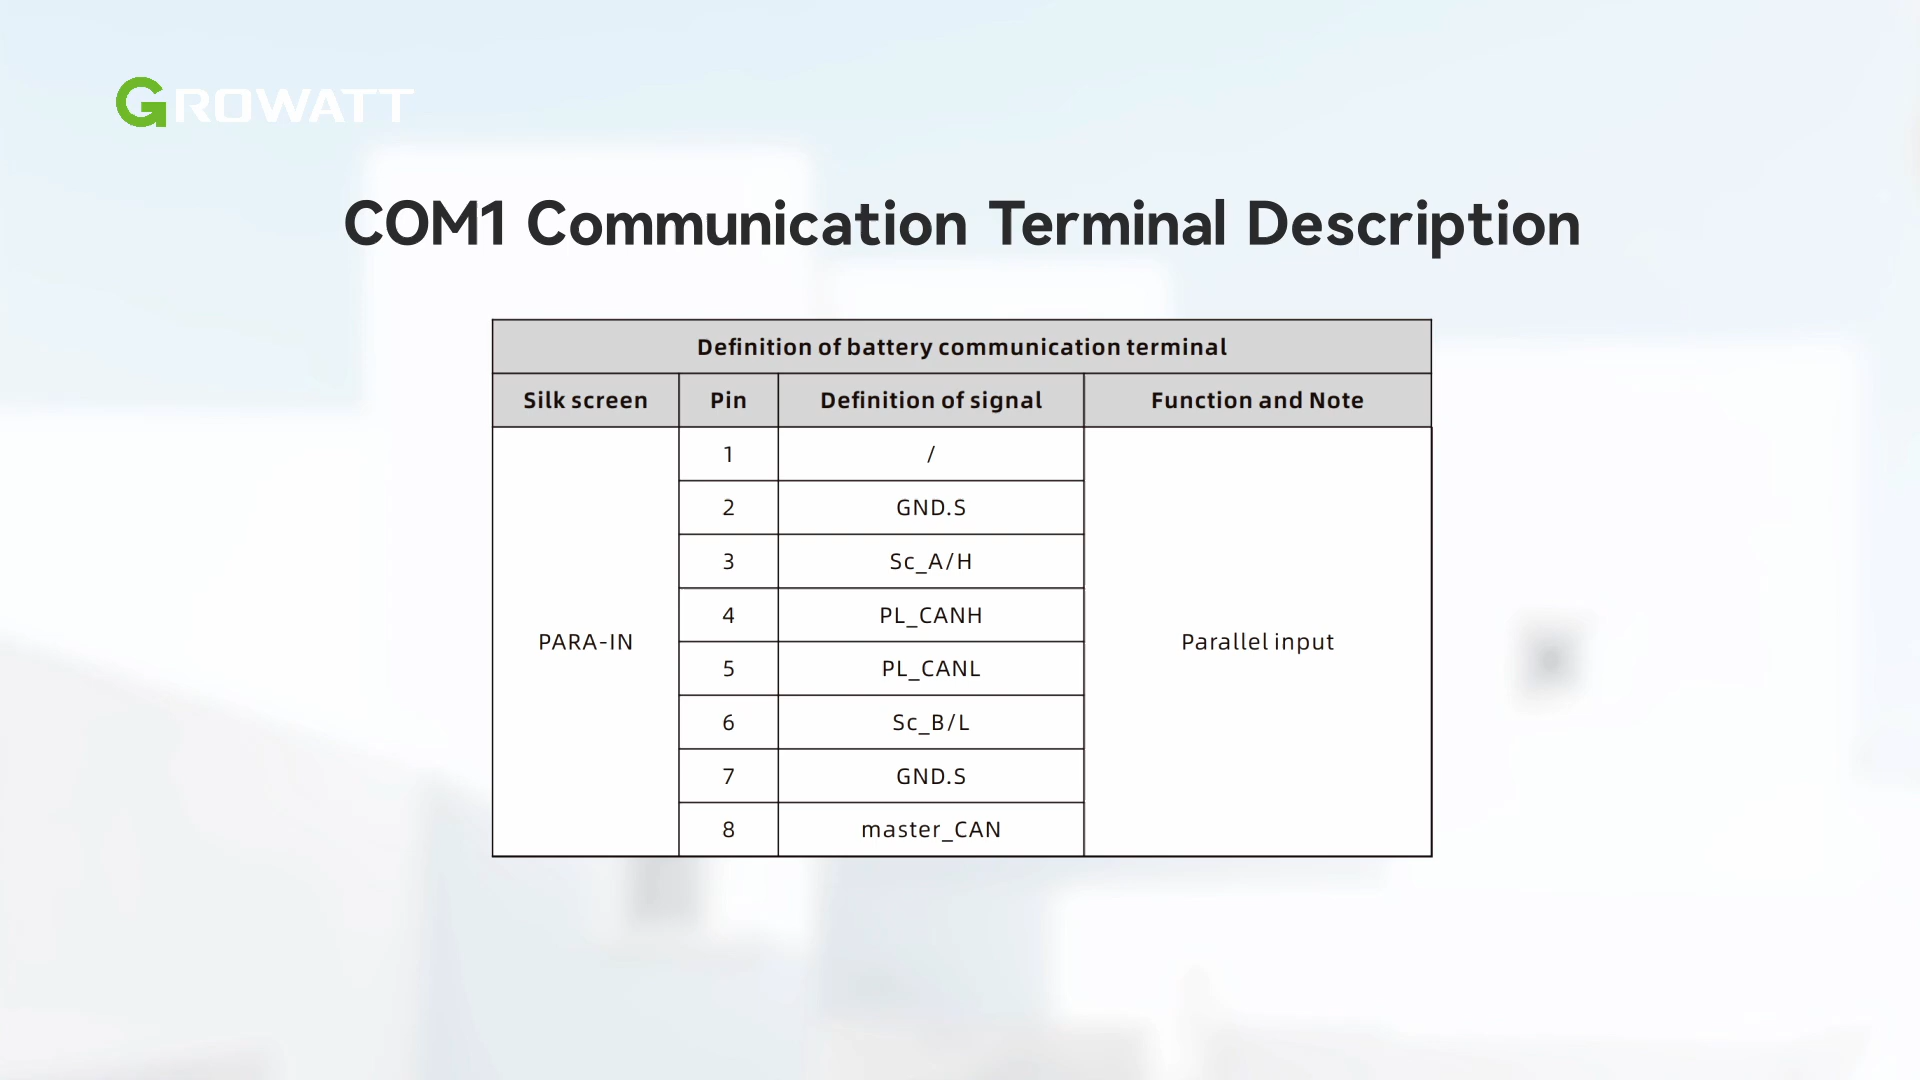 GROWATT
COM1 Communication Terminal Description
Definition of battery communication terminal
Silk screen Pin Definition of signal Function and Note
1 /
2 GND.S
3 Sc_A/H
4 PL_CANH
PARA-IN Parallel input
5 PL_CANL
6 Sc_B/L
7 GND.S
8 master_CAN